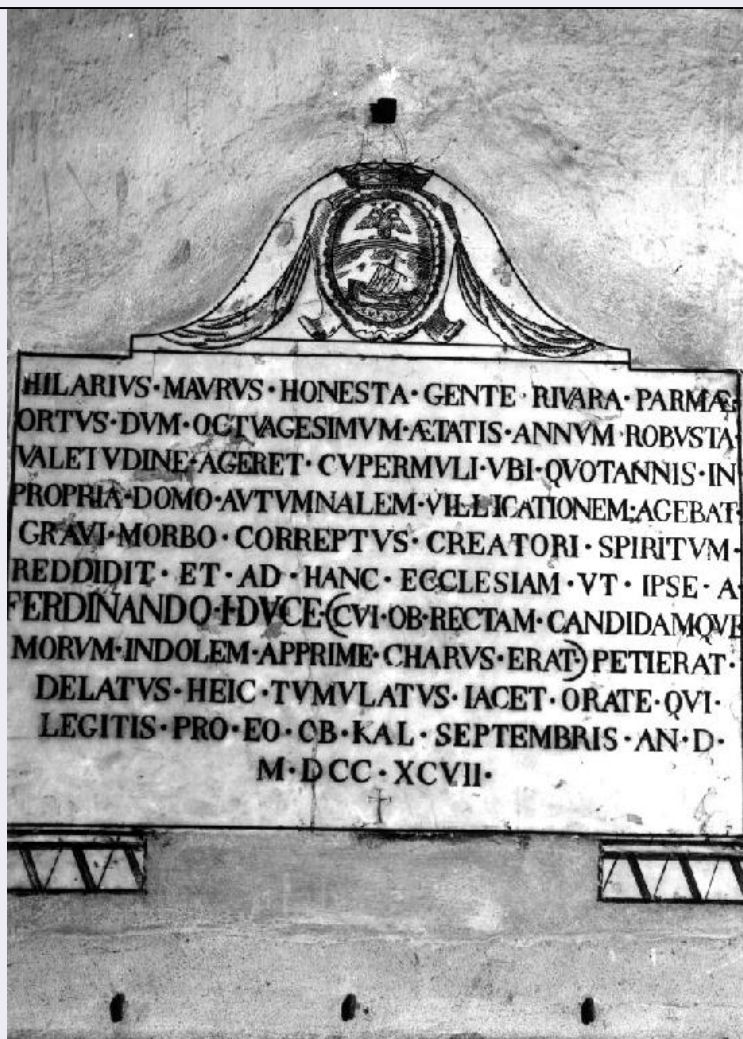 HILARIVS·MAVRVS·HONESTA·GENTE·RIVARA·PARMÆ·
ORTVS·DVM·OCTVAGESIMVM·ÆTATIS·ANNVM·ROBVSTA·
VALETVDINE·AGERET·CVPERMVLI·VBI·QVOTANNIS·IN
PROPRIA·DOMO·AVTVMNALEM·VILLICATIONEM·AGEBAT·
GRAVI·MORBO·CORREPTVS·CREATORI·SPIRITVM·
REDDIDIT·ET·AD·HANC·ECCLESIAM·VT·IPSE·A·
FERDINANDO·I·DVCE·(CVI·OB·RECTAM·CANDIDAMQVE
MORVM·INDOLEM·APPRIME·CHARVS·ERAT·)PETIERAT·
DELATVS·HEIC·TVMVLATVS·IACET·ORATE·QVI·
LEGITIS·PRO·EO·OB·KAL·SEPTEMBRIS·AN·D·
M·DCC·XCVII·